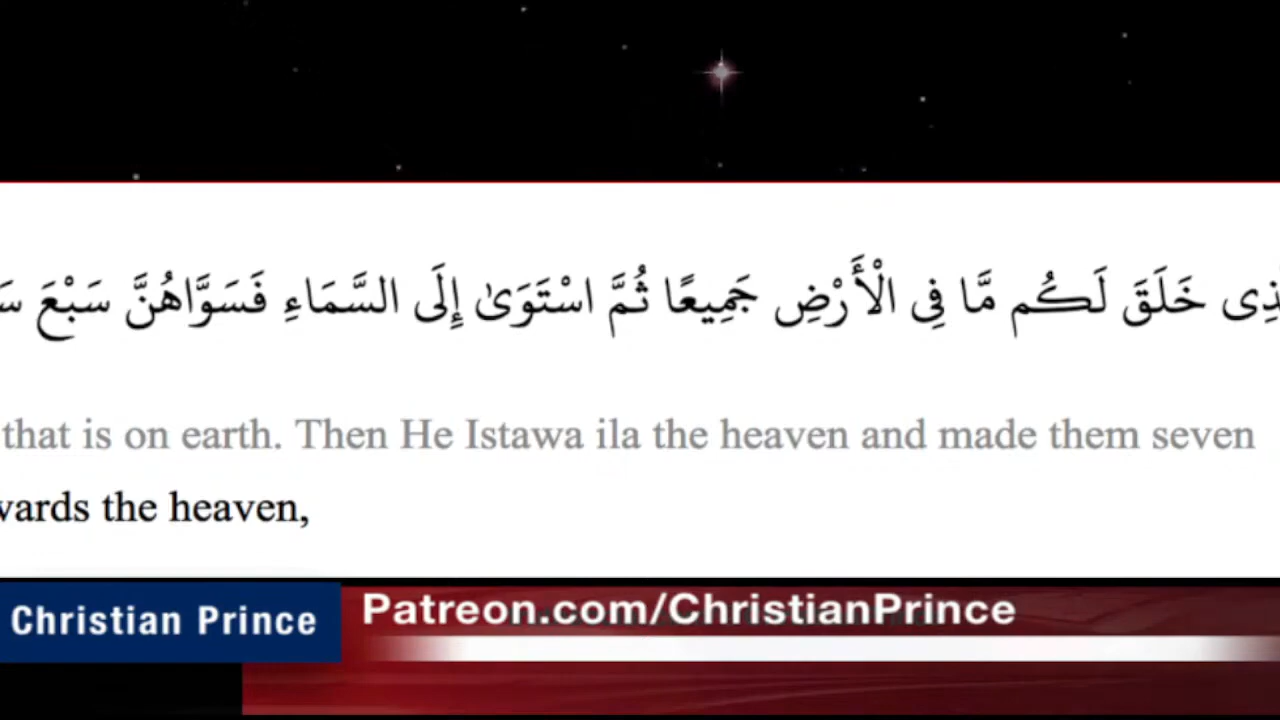 خَلَقَ لَكُم مَّا فِى الْأَرْضِ جَمِيعًا ثُمَّ اسْتَوَىٰ إِلَى السَّمَاءِ فَسَوَّاهُنَّ سَبْعَ
that is on earth. Then He Istawa ila the heaven and made them seven
the heaven,
Christian Prince
Patreon.com/ChristianPrince